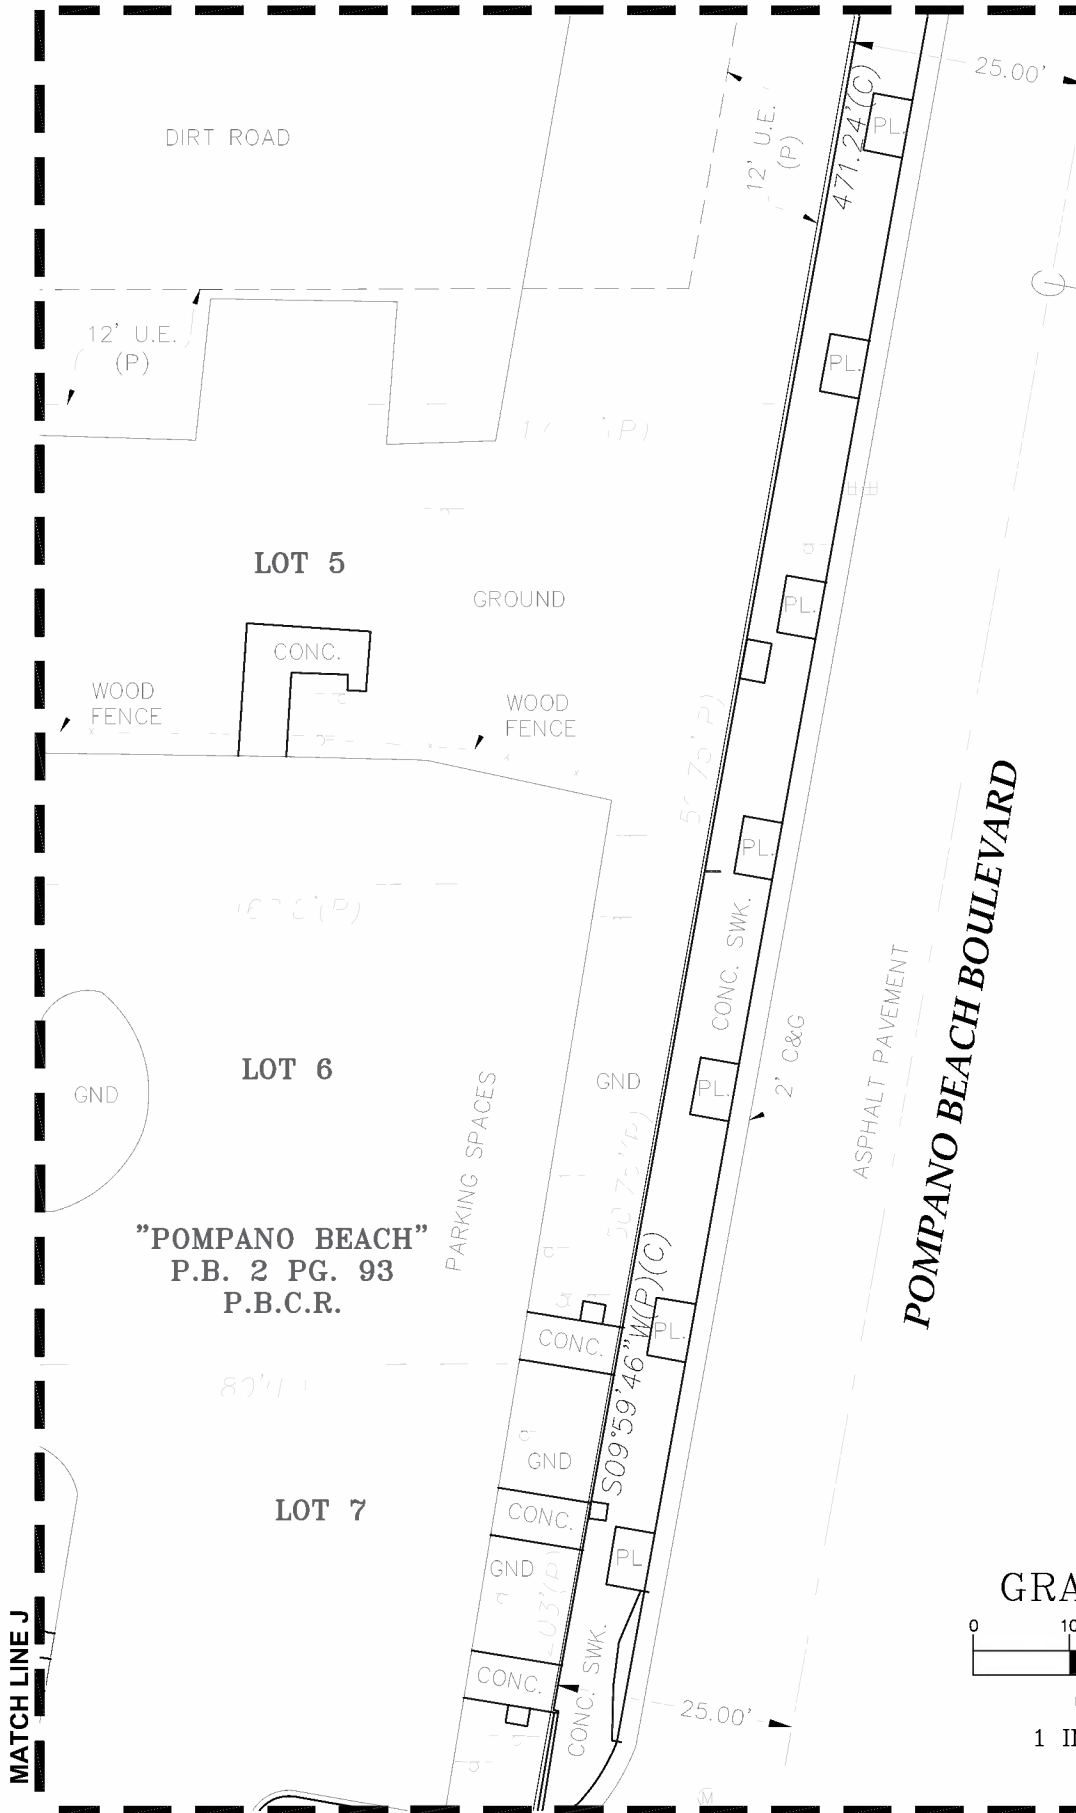 25.00'
471.24'(C)
PL.
DIRT ROAD
12' U.E.
(P)
12' U.E.
(P)
PL.
(P)
LOT 5
GROUND
PL.
CONC.
WOOD
FENCE
WOOD
FENCE
PL.
CONC. SWK.
POMPANO BEACH BOULEVARD
ASPHALT PAVEMENT
2' C&G
LOT 6
GND
GND
PL.
PARKING SPACES
"POMPANO BEACH"
P.B. 2 PG. 93
P.B.C.R.
S09°59'46"W(P)(C)
PL.
CONC.
GND
LOT 7
CONC.
PL
GND
CONC.
CONC. SWK.
25.00'
MATCH LINE J
GRA
0
10